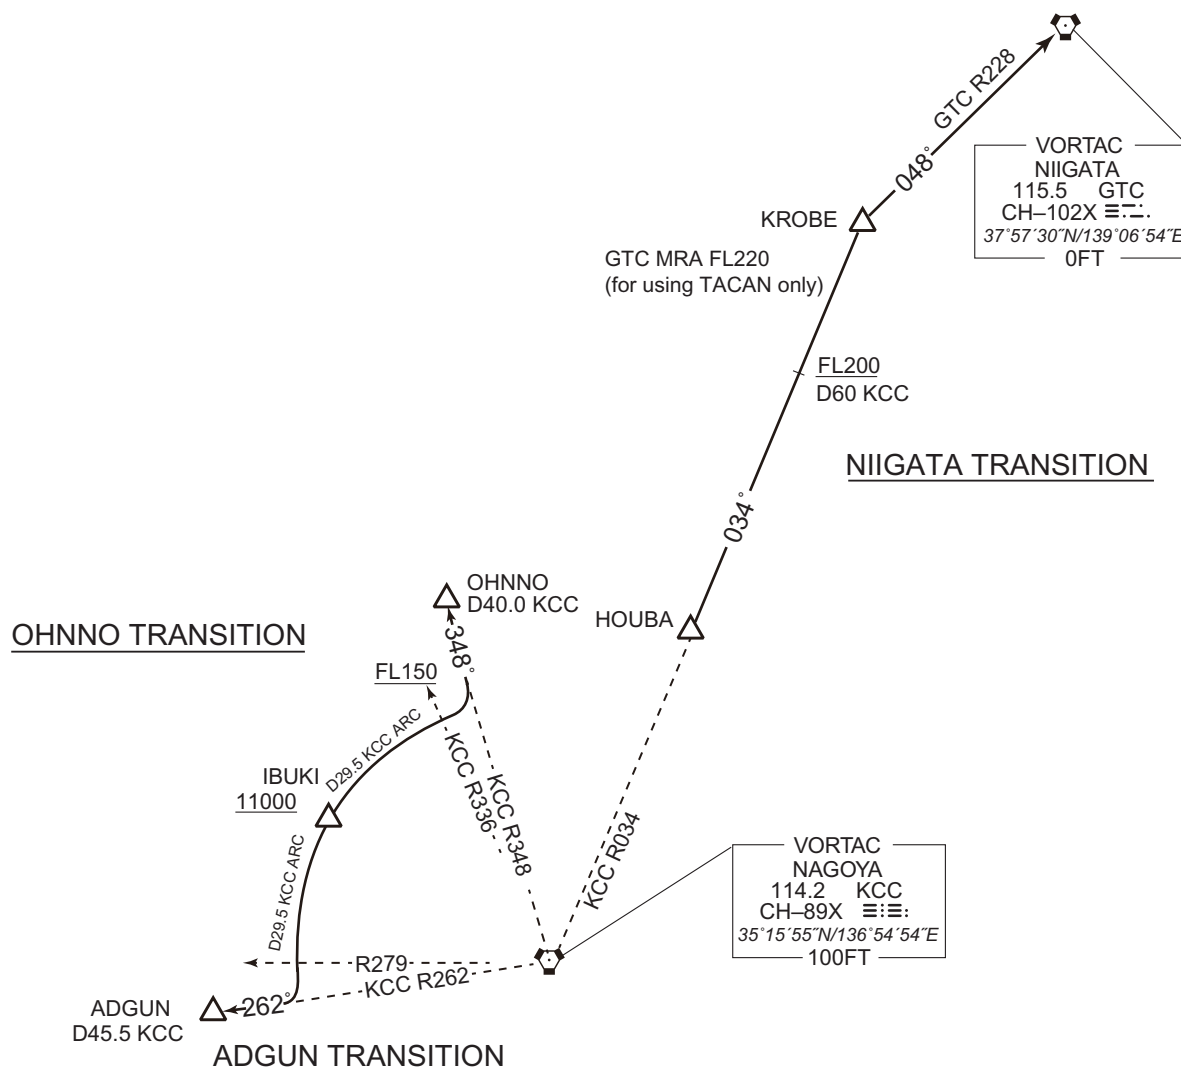 GTC R228
048°
VORTAC
NIIGATA
115.5 GTC
CH–102X
37°57´30˝N/139°06´54˝E
0FT
KROBE
GTC MRA FL220
(for using TACAN only)
FL200
D60 KCC
NIIGATA TRANSITION
034°
OHNNO
D40.0 KCC
HOUBA
OHNNO TRANSITION
348°
FL150
D29.5 KCC ARC
KCC R336
KCC R348
IBUKI
11000
KCC R034
D29.5 KCC ARC
VORTAC
NAGOYA
114.2 KCC
CH–89X
35°15´55˝N/136°54´54˝E
100FT
R279
KCC R262
262°
ADGUN
D45.5 KCC
ADGUN TRANSITION